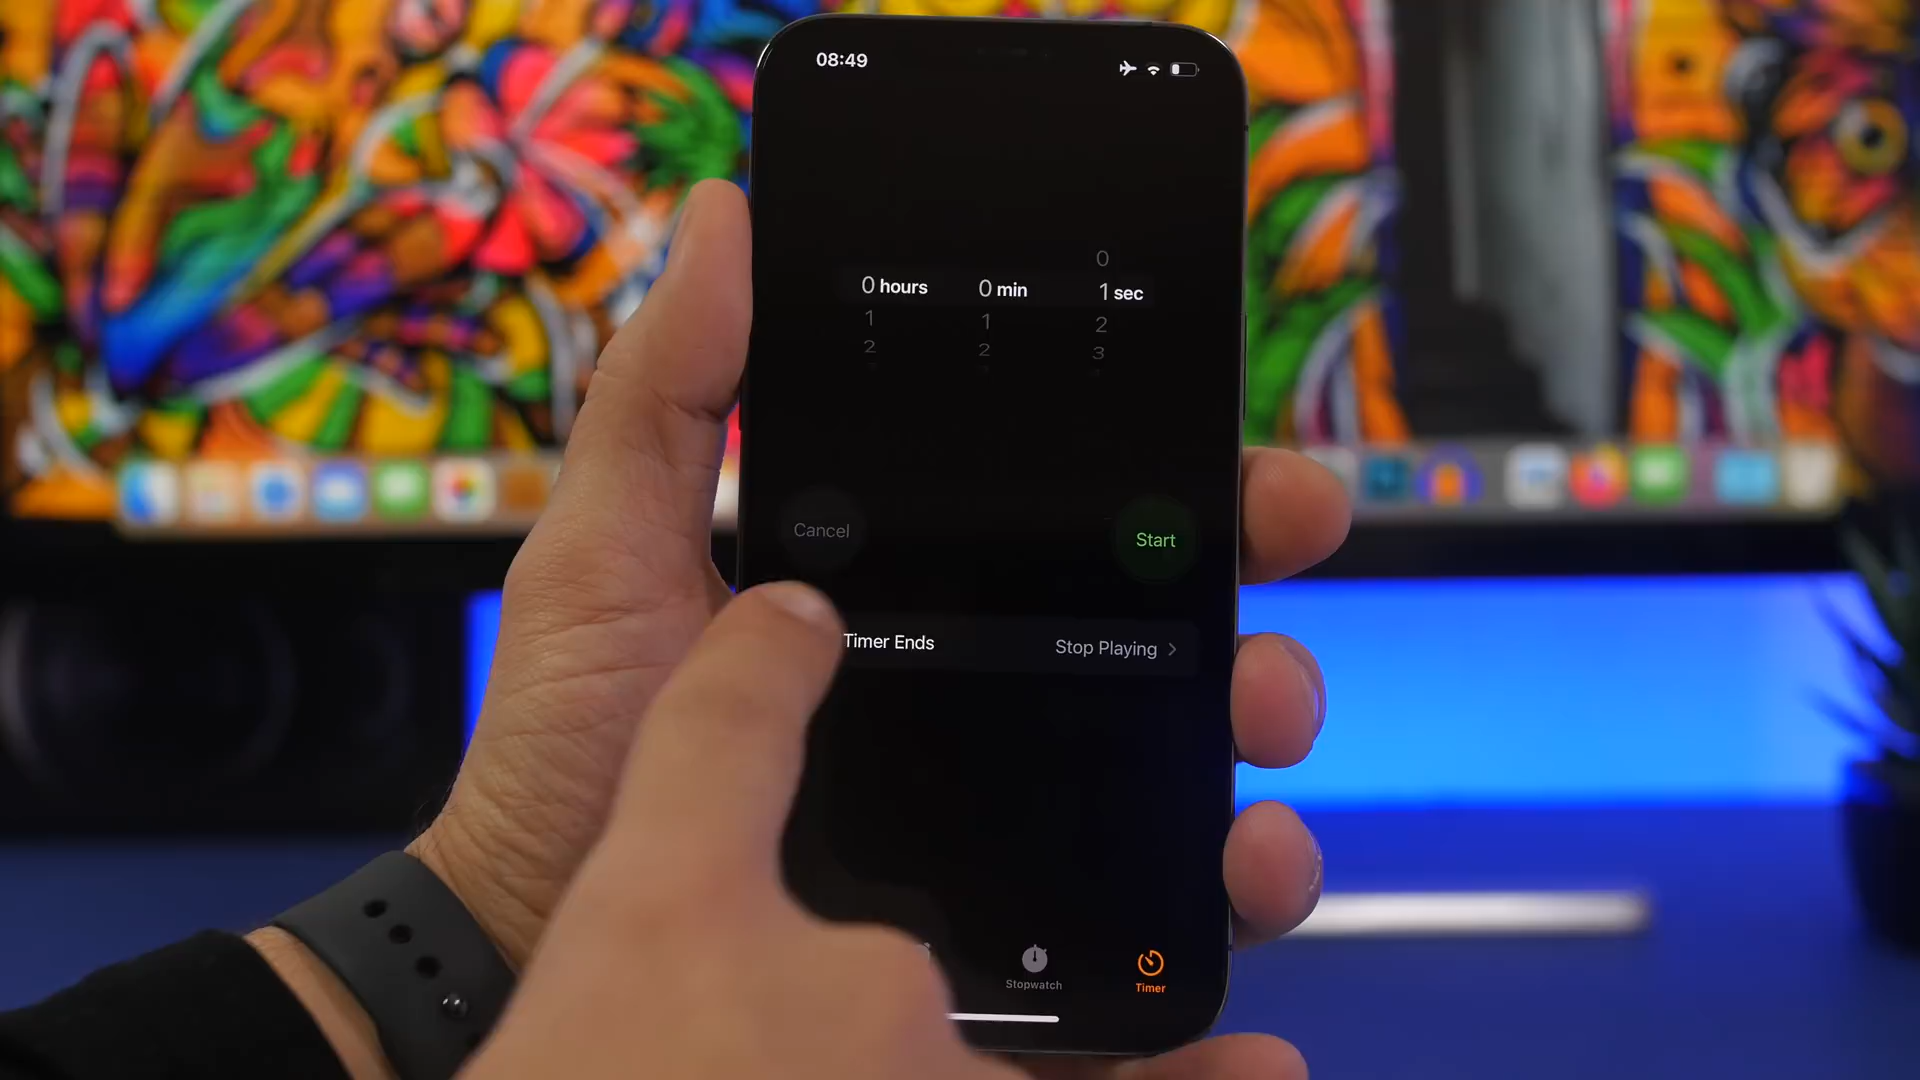 08:49
0
0 hours 0 min 1 sec
1 1 2
2 2 3
Cancel Start
Timer Ends Stop Playing
Stopwatch Timer